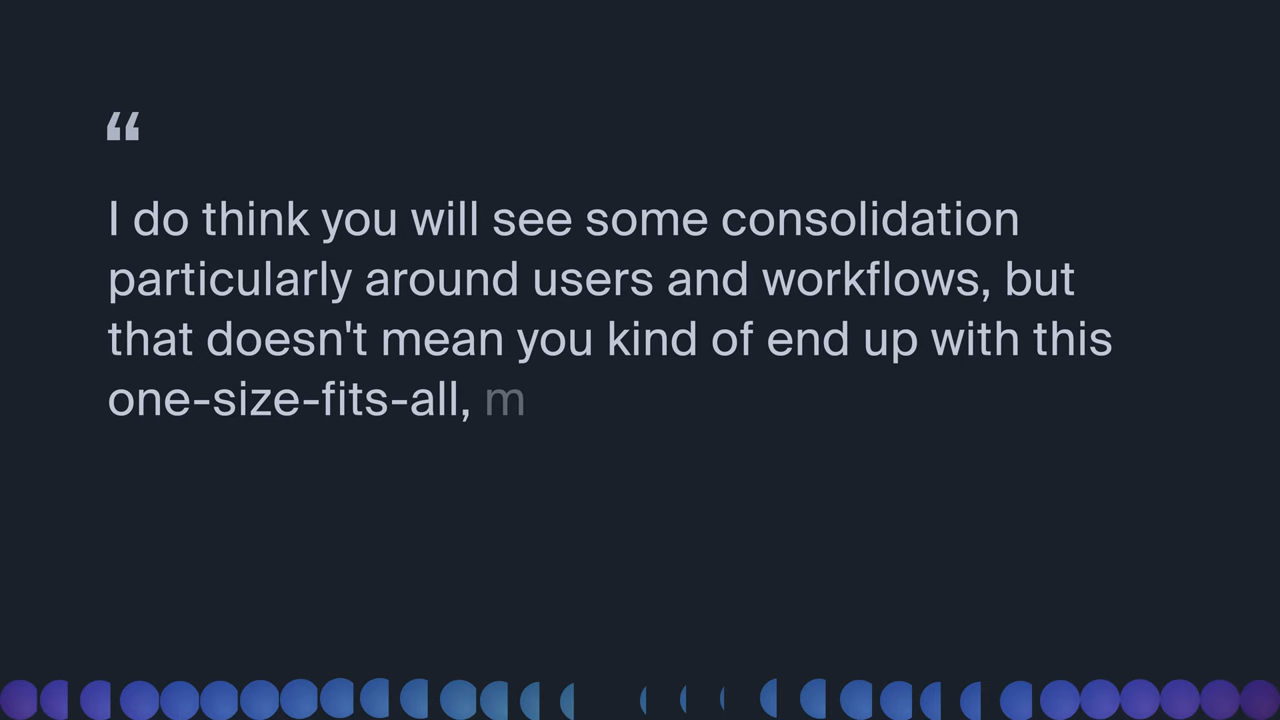 “
I do think you will see some consolidation
particularly around users and workflows, but
that doesn't mean you kind of end up with this
one-size-fits-all, m